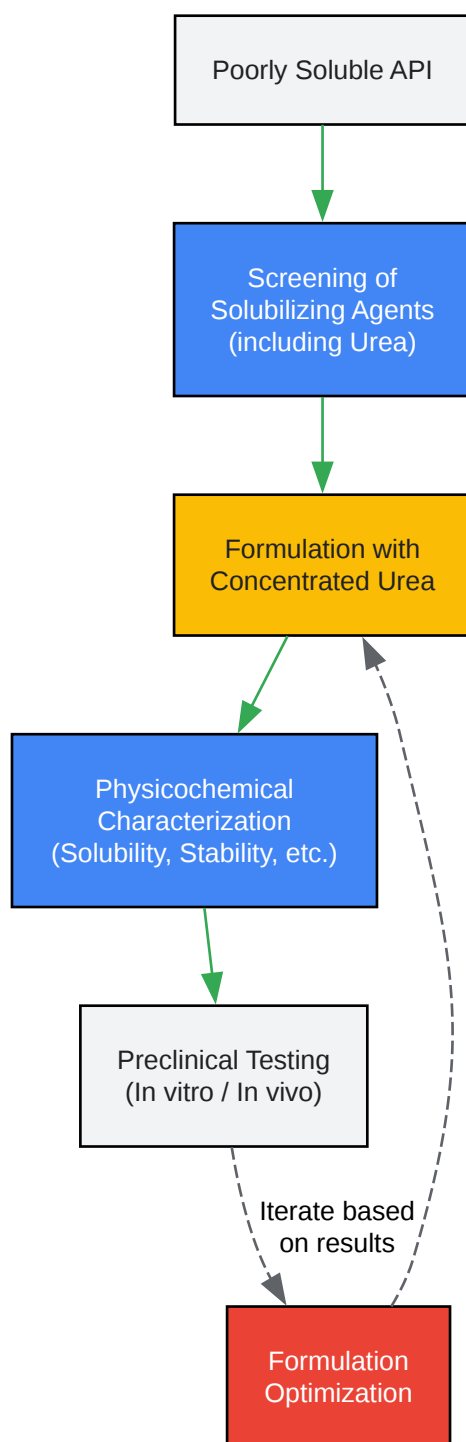 Poorly Soluble API
Screening of
Solubilizing Agents
(including Urea)
Formulation with
Concentrated Urea
Physicochemical
Characterization
(Solubility, Stability, etc.)
Preclinical Testing
(In vitro / In vivo)
Iterate based
on results
Formulation
Optimization